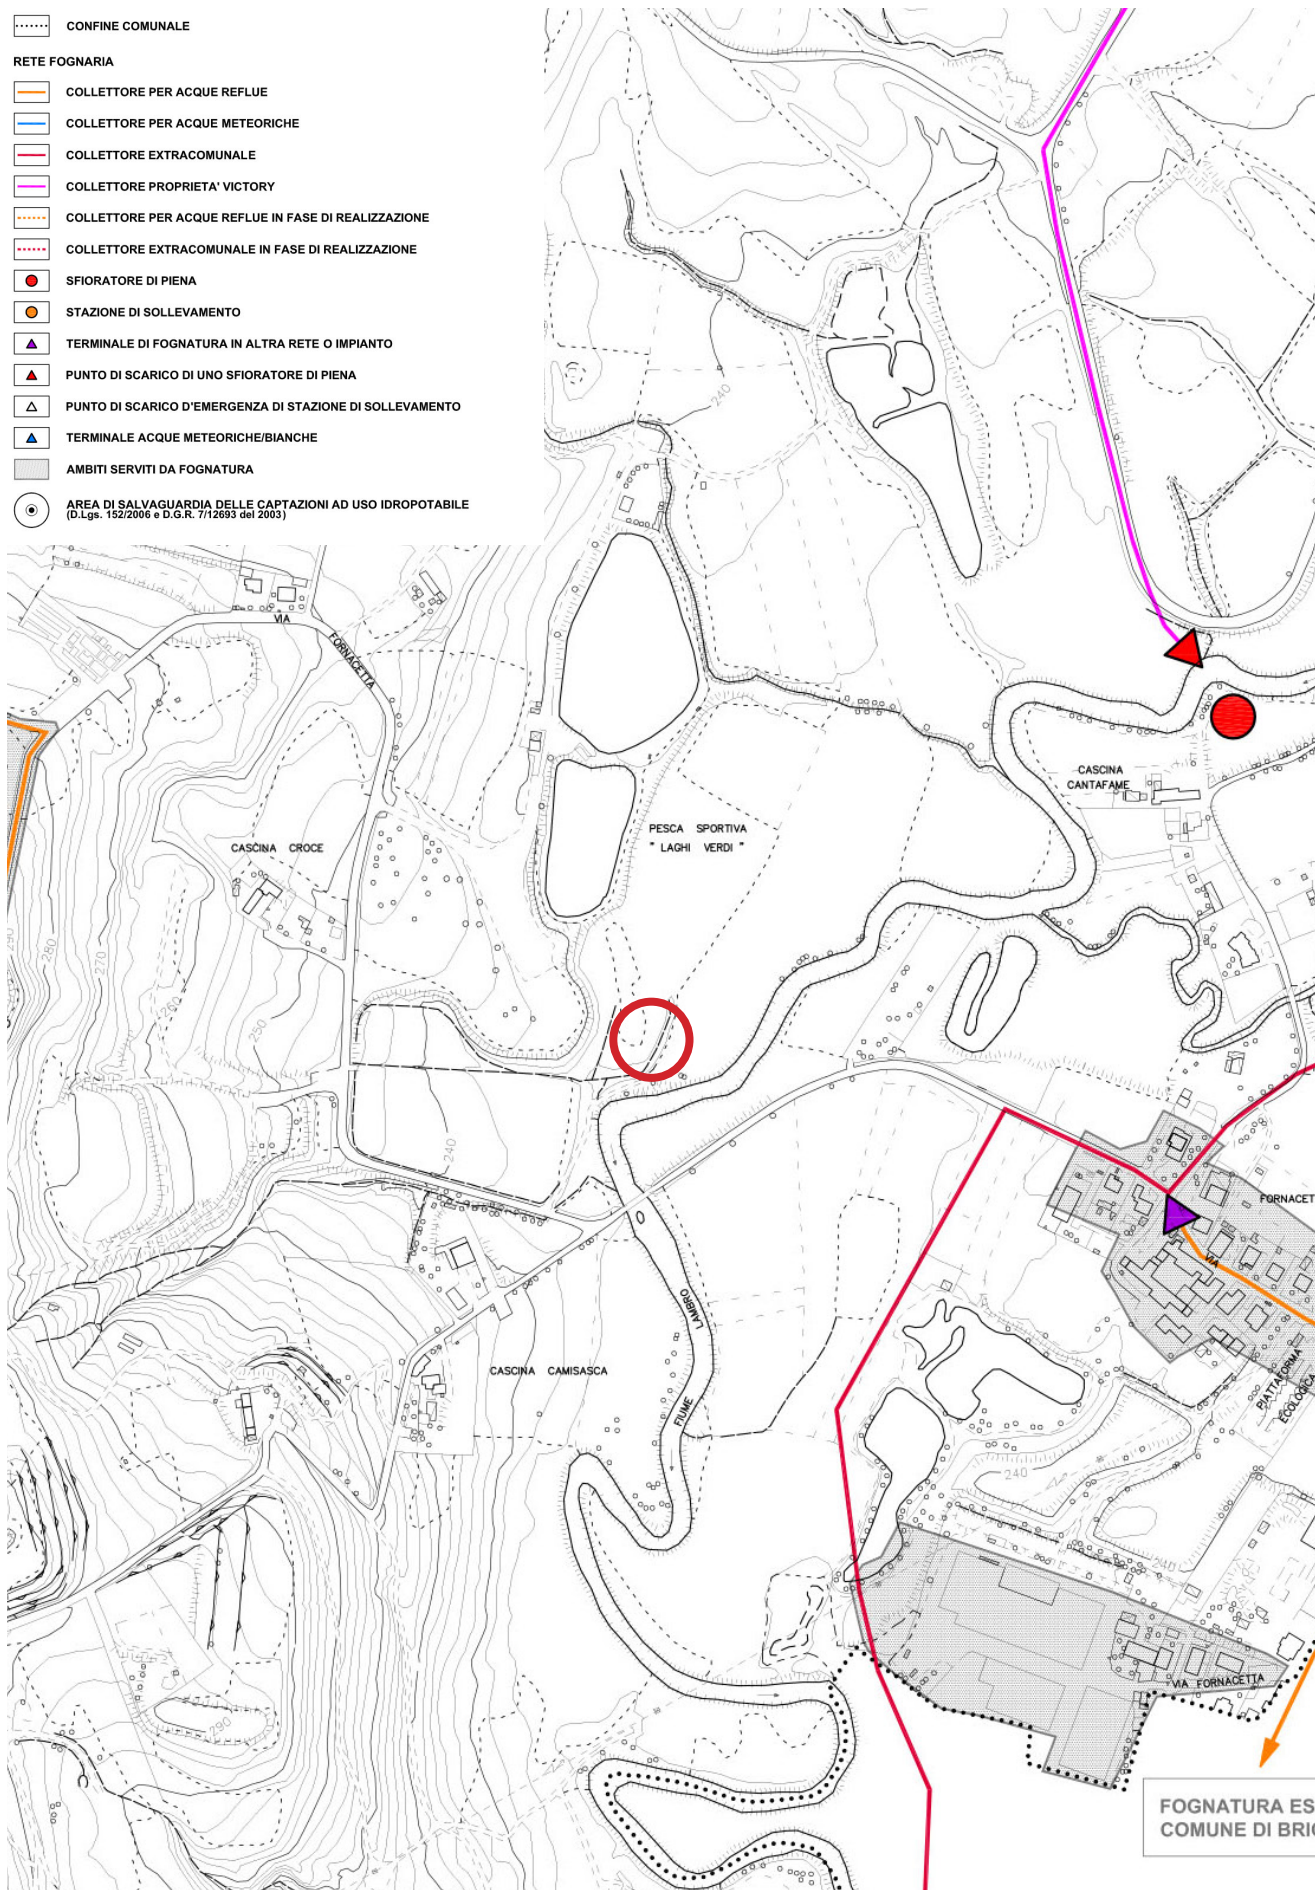 CONFINE COMUNALE
RETE FOGNARIA
COLLETTORE PER ACQUE REFLUE
COLLETTORE PER ACQUE METEORICHE
COLLETTORE EXTRACOMUNALE
COLLETTORE PROPRIETA' VICTORY
COLLETTORE PER ACQUE REFLUE IN FASE DI REALIZZAZIONE
COLLETTORE EXTRACOMUNALE IN FASE DI REALIZZAZIONE
SFIORATORE DI PIENA
STAZIONE DI SOLLEVAMENTO
TERMINALE DI FOGNATURA IN ALTRA RETE O IMPIANTO
PUNTO DI SCARICO DI UNO SFIORATORE DI PIENA
PUNTO DI SCARICO D'EMERGENZA DI STAZIONE DI SOLLEVAMENTO
TERMINALE ACQUE METEORICHE/BIANCHE
AMBITI SERVITI DA FOGNATURA
AREA DI SALVAGUARDIA DELLE CAPTAZIONI AD USO IDROPOTABILE
(D.Lgs. 152/2006 e D.G.R. 7/12693 del 2003)
240
VIA
FORNACETTA
CASCINA
CANTAFAME
PESCA SPORTIVA
" LAGHI VERDI "
CASCINA CROCE
290
280
270
260
250
240
FORNACET
VIA
LAMBRO
FIUME
CASCINA CAMISASCA
PIATTAFORMA
ECOLOGICA
240
240
VIA FORNACETTA
290
FOGNATURA ES
COMUNE DI BRIO